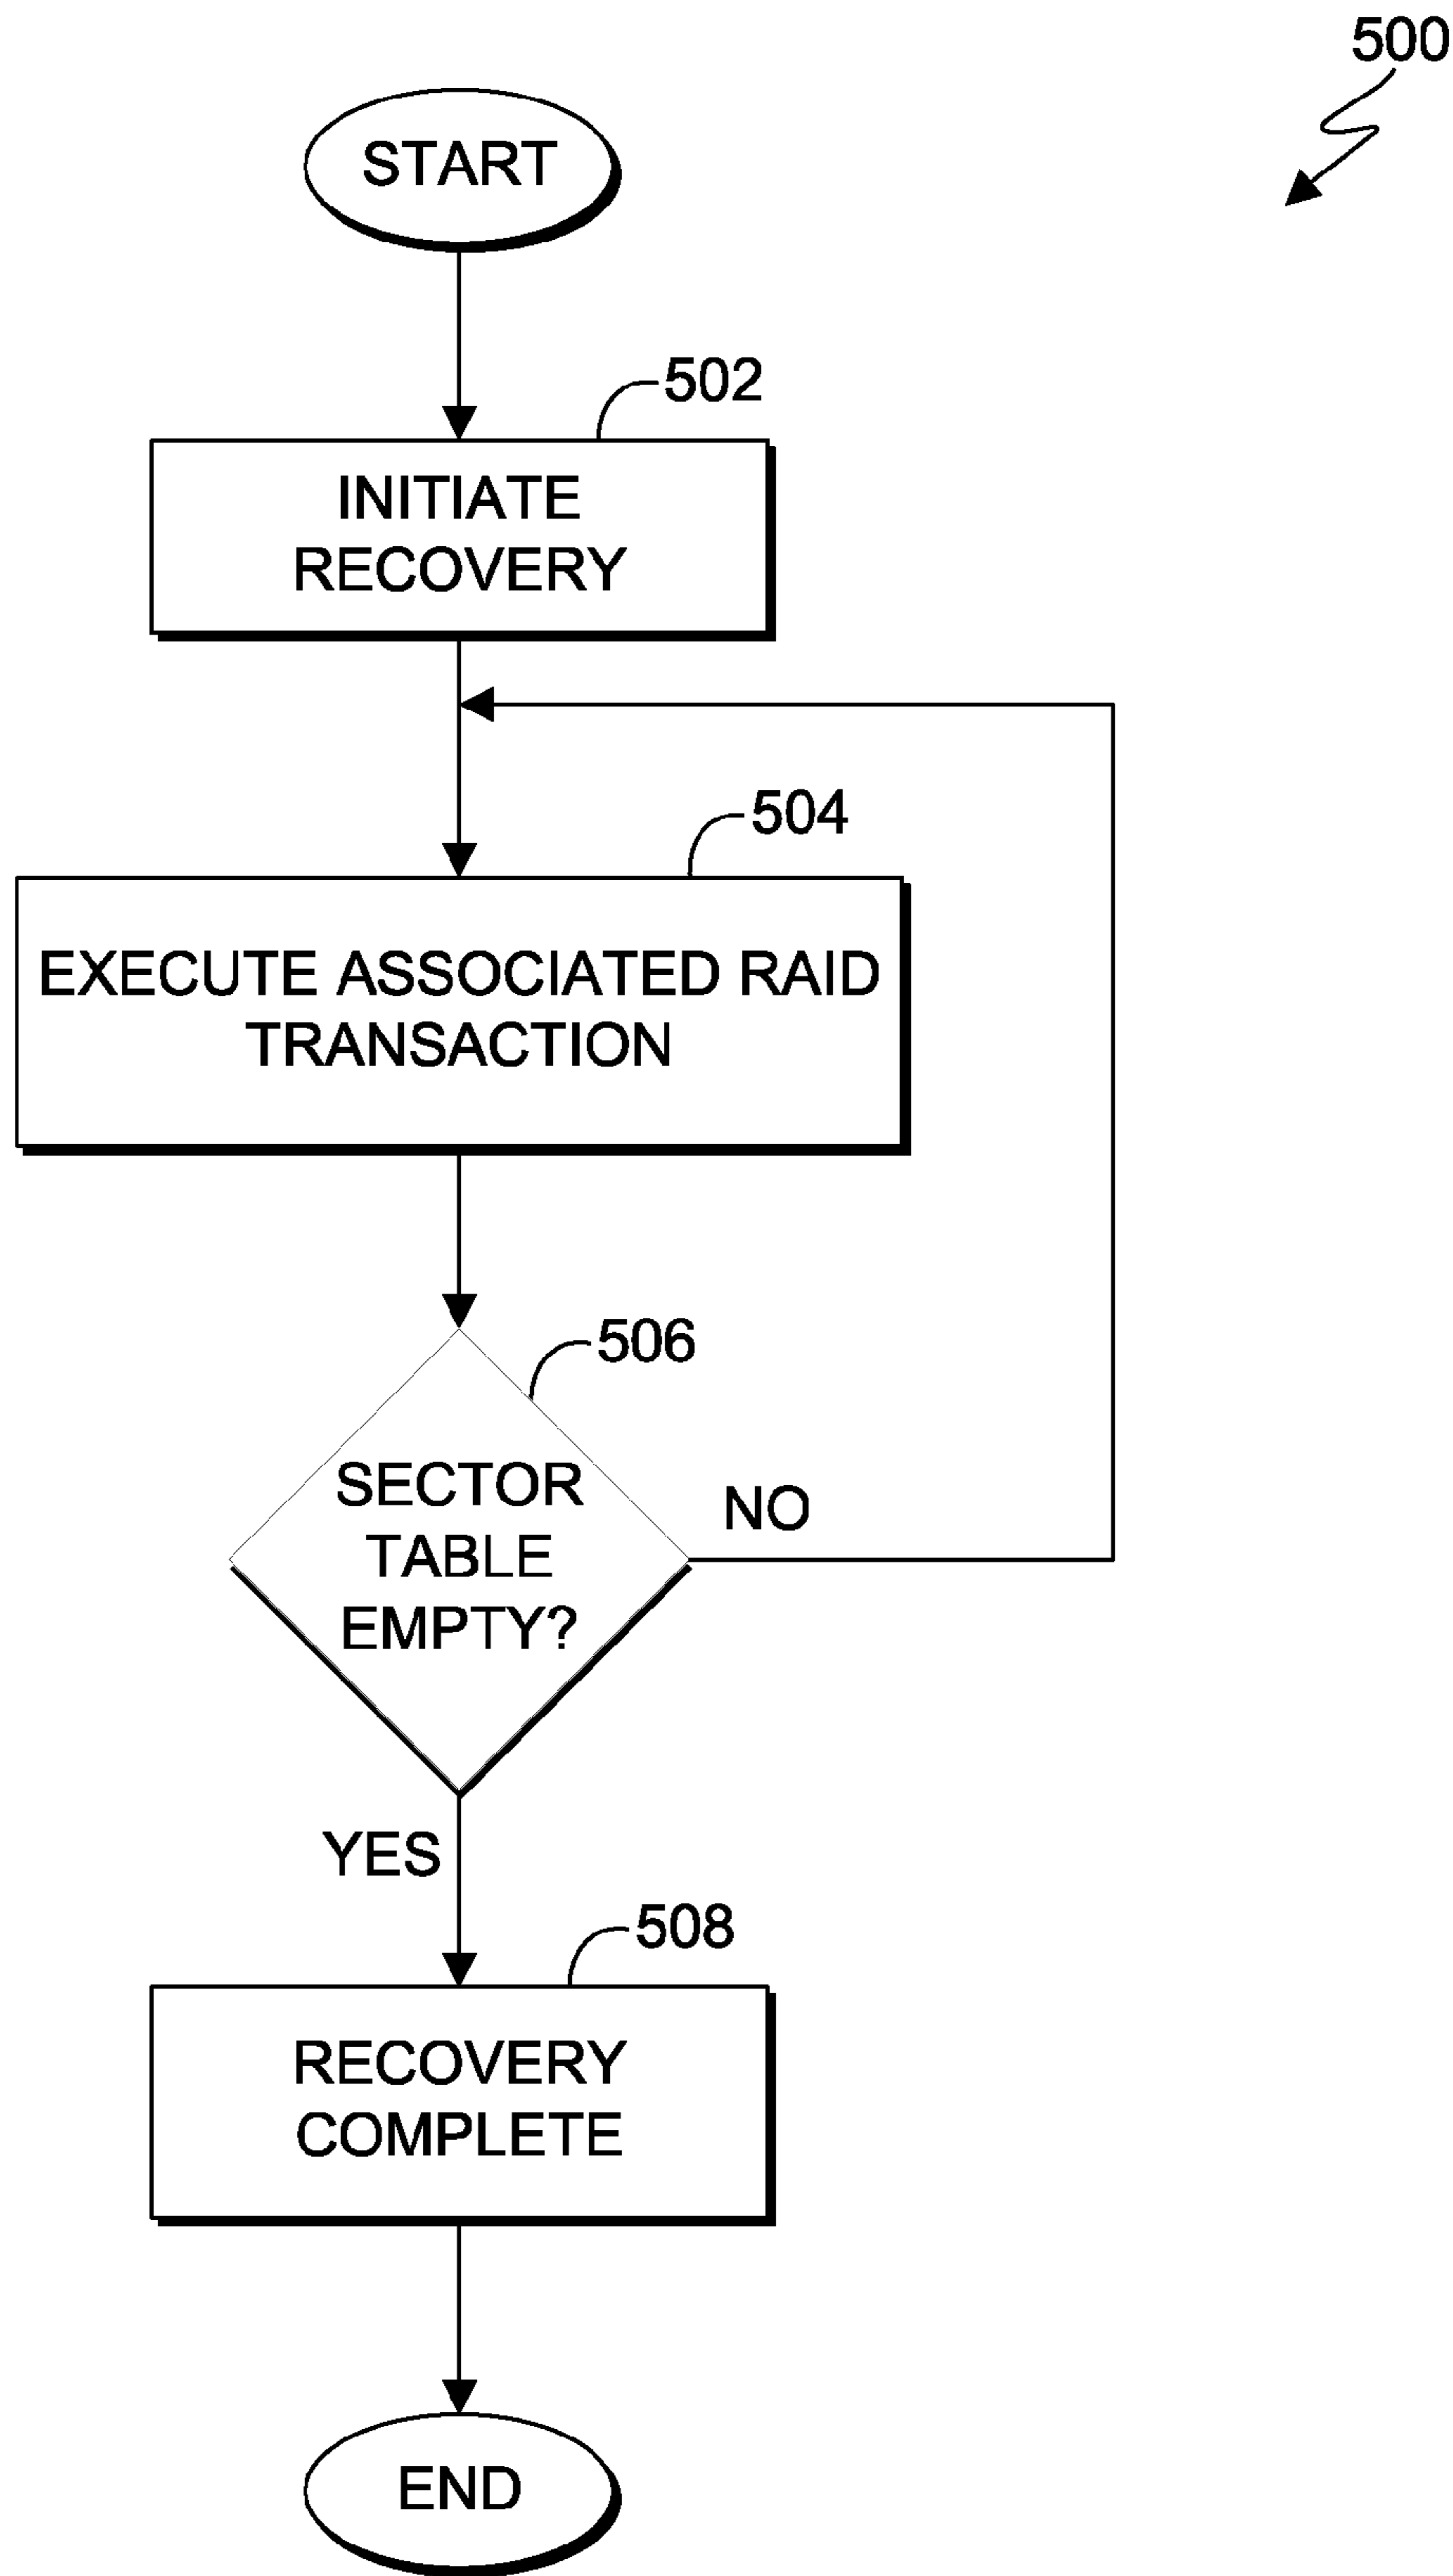 500
START
502
INITIATE
RECOVERY
504
EXECUTE ASSOCIATED RAID
TRANSACTION
506
SECTOR
TABLE
EMPTY?
NO
YES
508
RECOVERY
COMPLETE
END